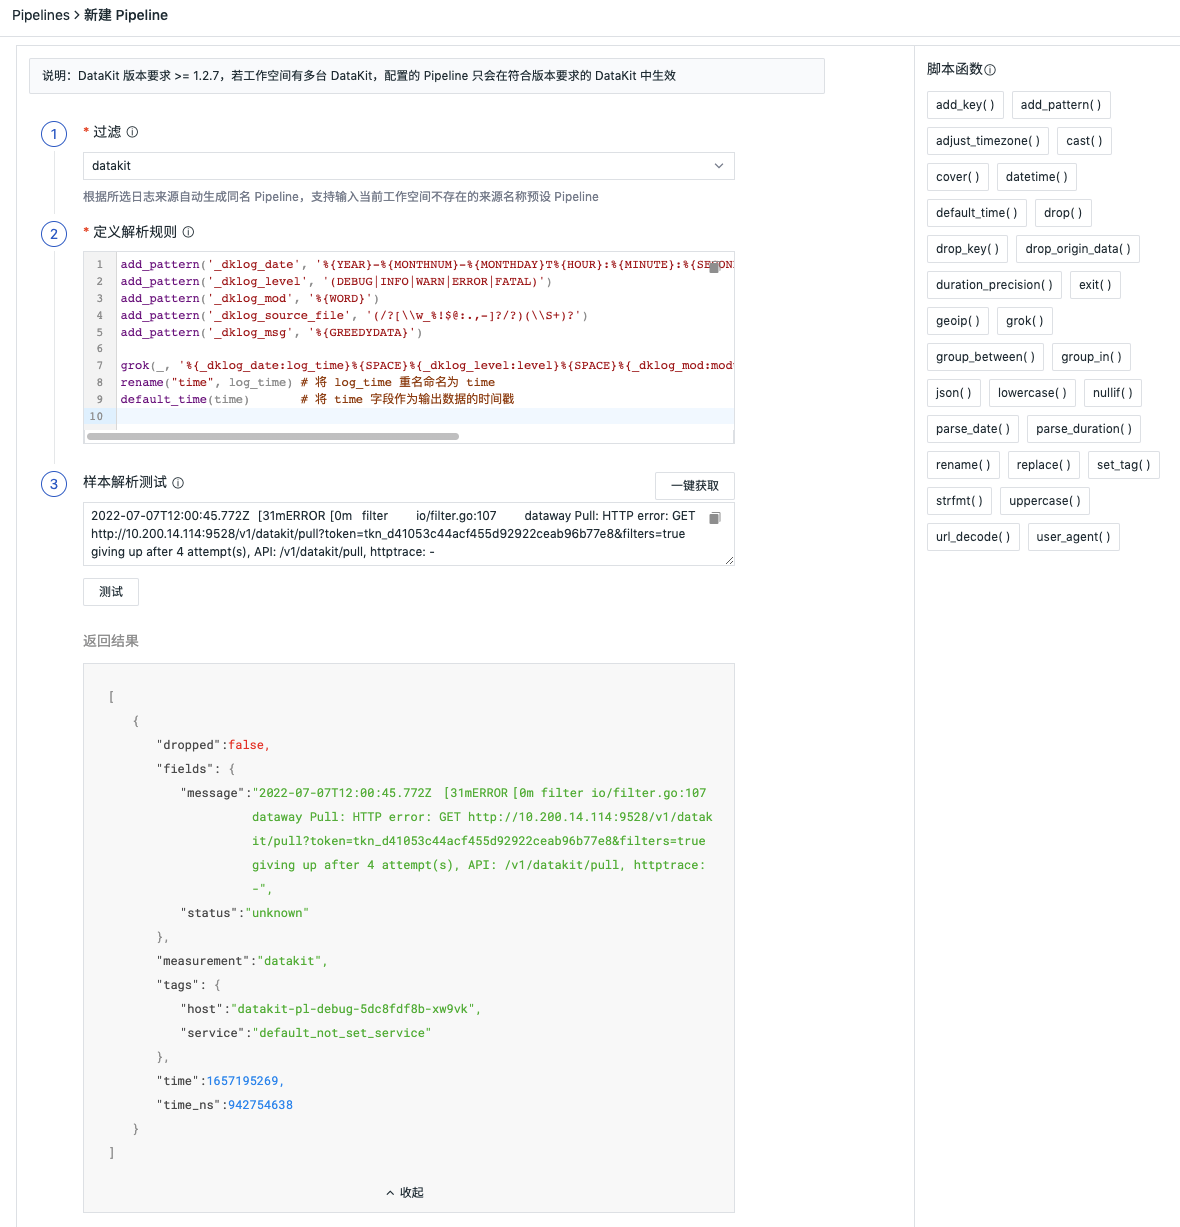 Pipelines > 新建 Pipeline
说明：DataKit 版本要求 >= 1.2.7，若工作空间有多台 DataKit，配置的 Pipeline 只会在符合版本要求的 DataKit 中生效
1 * 过滤
datakit
根据所选日志来源自动生成同名 Pipeline，支持输入当前工作空间不存在的来源名称预设 Pipeline
2 * 定义解析规则
1 add_pattern('_dklog_date', '%{YEAR}-%{MONTHNUM}-%{MONTHDAY}T%{HOUR}:%{MINUTE}:%{SECON
2 add_pattern('_dklog_level', '(DEBUG|INFO|WARN|ERROR|FATAL)')
3 add_pattern('_dklog_mod', '%{WORD}')
4 add_pattern('_dklog_source_file', '(/?[\\w_%!$@:.,-]?/?)(\\S+)?')
5 add_pattern('_dklog_msg', '%{GREEDYDATA}')
6
7 grok(_, '%{_dklog_date:log_time}%{SPACE}%{_dklog_level:level}%{SPACE}%{_dklog_mod:mod
8 rename("time", log_time) # 将 log_time 重名命名为 time
9 default_time(time) # 将 time 字段作为输出数据的时间戳
10
3 样本解析测试
一键获取
2022-07-07T12:00:45.772Z [31mERROR [0m filter io/filter.go:107 dataway Pull: HTTP error: GET
http://10.200.14.114:9528/v1/datakit/pull?token=tkn_d41053c44acf455d92922ceab96b77e8&filters=true
giving up after 4 attempt(s), API: /v1/datakit/pull, httptrace: -
测试
返回结果
[
{
"dropped":false,
"fields": {
"message":"2022-07-07T12:00:45.772Z [31mERROR [0m filter io/filter.go:107
dataway Pull: HTTP error: GET http://10.200.14.114:9528/v1/datak
it/pull?token=tkn_d41053c44acf455d92922ceab96b77e8&filters=true
giving up after 4 attempt(s), API: /v1/datakit/pull, httptrace:
-",
"status":"unknown"
},
"measurement":"datakit",
"tags": {
"host":"datakit-pl-debug-5dc8fdf8b-xw9vk",
"service":"default_not_set_service"
},
"time":1657195269,
"time_ns":942754638
}
]
收起
脚本函数
add_key( ) add_pattern( )
adjust_timezone( ) cast( )
cover( ) datetime( )
default_time( ) drop( )
drop_key( ) drop_origin_data( )
duration_precision( ) exit( )
geoip( ) grok( )
group_between( ) group_in( )
json( ) lowercase( ) nullif( )
parse_date( ) parse_duration( )
rename( ) replace( ) set_tag( )
strfmt( ) uppercase( )
url_decode( ) user_agent( )